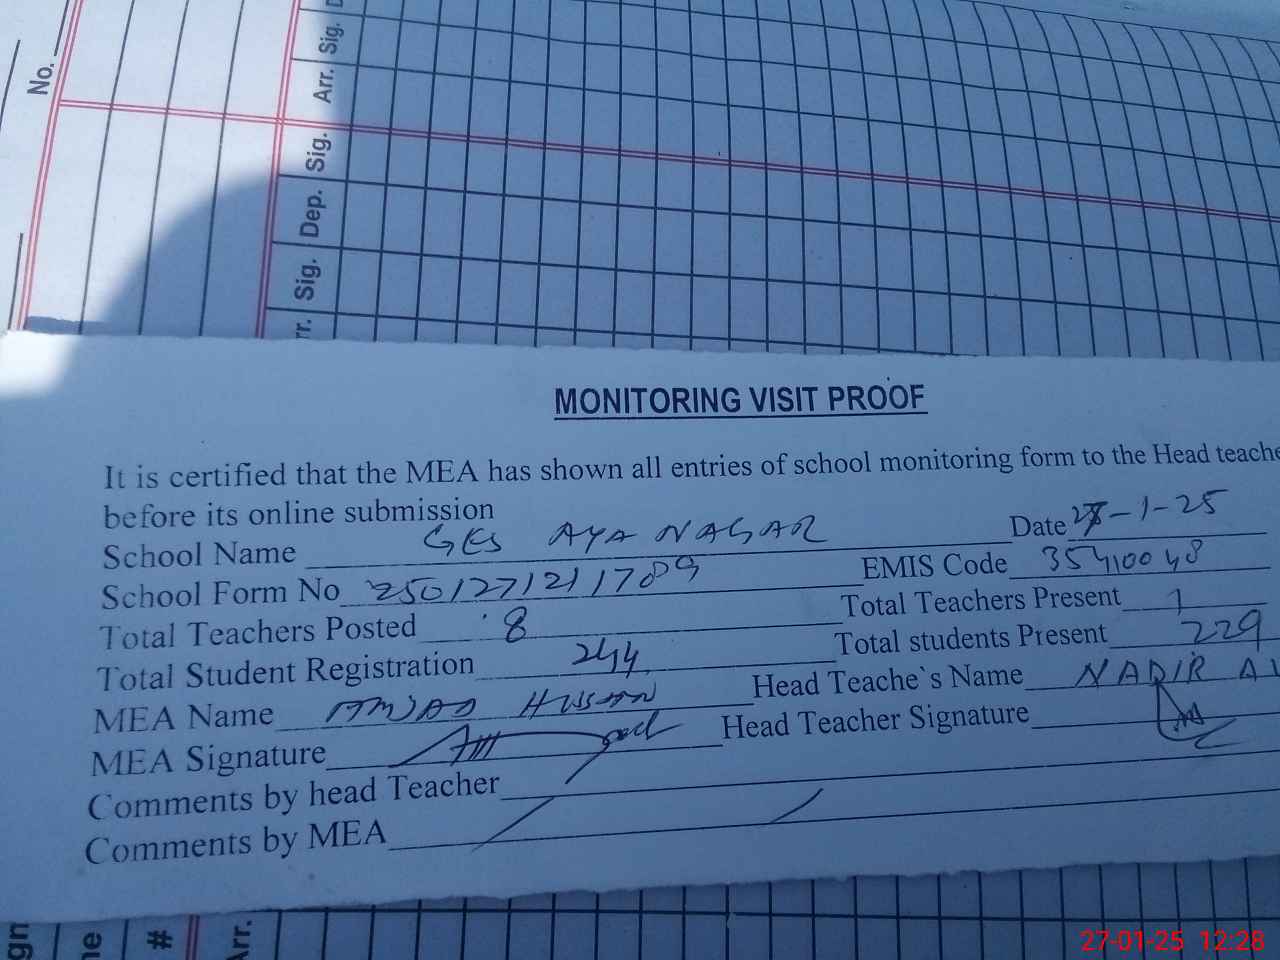 No.
Arr. Sig.
Dep. Sig.
Sig.
MONITORING VISIT PROOF
It is certified that the MEA has shown all entries of school monitoring form to the Head teache
before its online submission
School Name GES AYA NAGAR Date 27-1-25
School Form No 2501271211709 EMIS Code 35410048
Total Teachers Posted 8 Total Teachers Present 7
Total Student Registration 244 Total students Present 229
MEA Name AMJAD HUSSAIN Head Teache`s Name NADIR
MEA Signature Head Teacher Signature
Comments by head Teacher
Comments by MEA
# Arr.
27-01-25 12:28